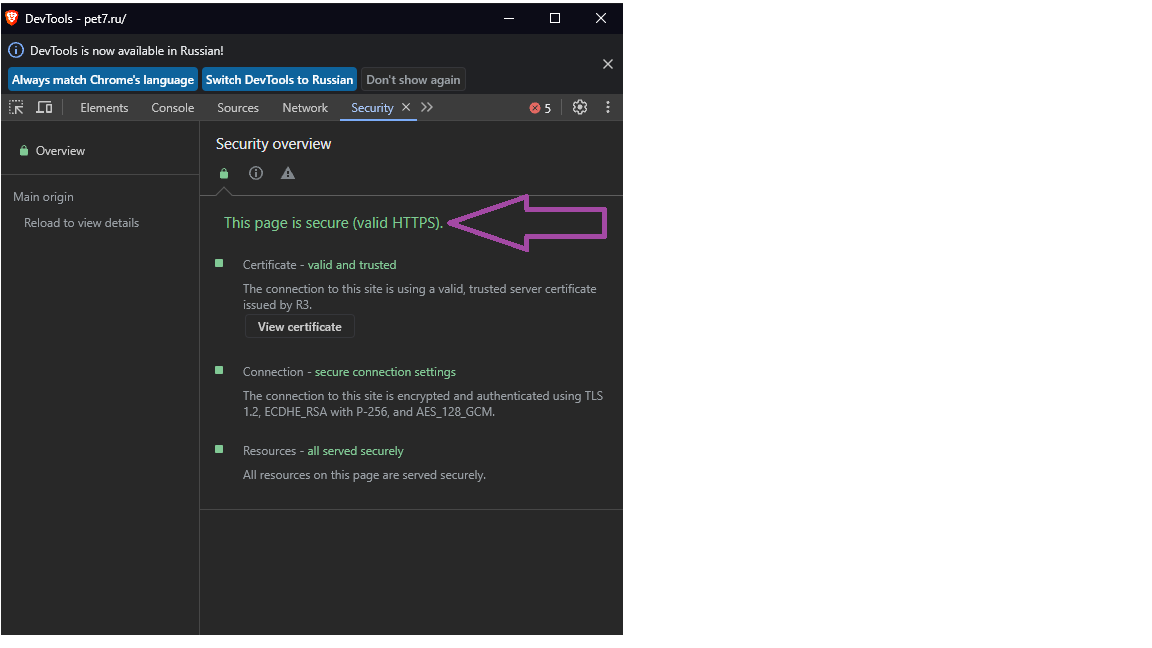 DevTools - pet7.ru/
DevTools is now available in Russian!
Always match Chrome's language
Switch DevTools to Russian
Don't show again
Elements
Console
Sources
Network
Security
5
Overview
Main origin
Reload to view details
Security overview
This page is secure (valid HTTPS).
Certificate - valid and trusted
The connection to this site is using a valid, trusted server certificate
issued by R3.
View certificate
Connection - secure connection settings
The connection to this site is encrypted and authenticated using TLS
1.2, ECDHE_RSA with P-256, and AES_128_GCM.
Resources - all served securely
All resources on this page are served securely.